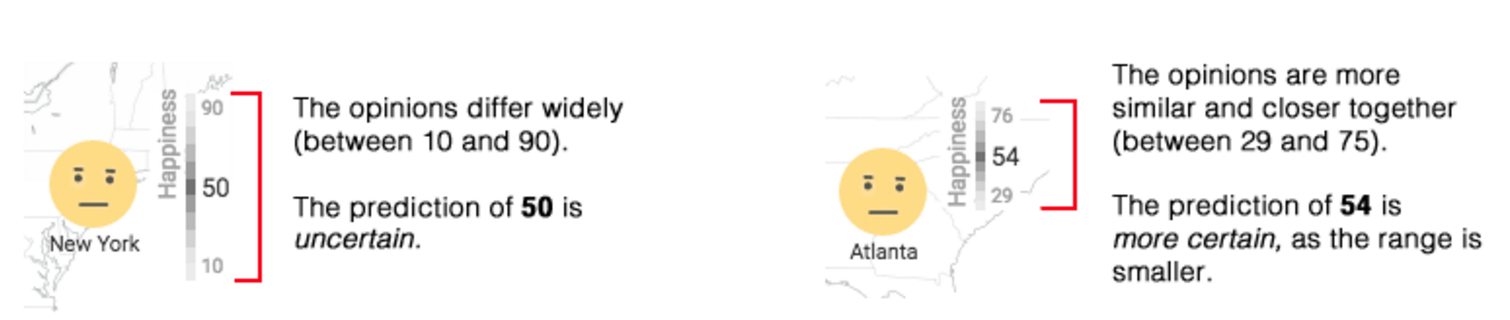 Happiness
90
50
10
New York
The opinions differ widely
(between 10 and 90).
The prediction of 50 is
uncertain.
Happiness
76
54
29
Atlanta
The opinions are more
similar and closer together
(between 29 and 75).
The prediction of 54 is
more certain, as the range is
smaller.